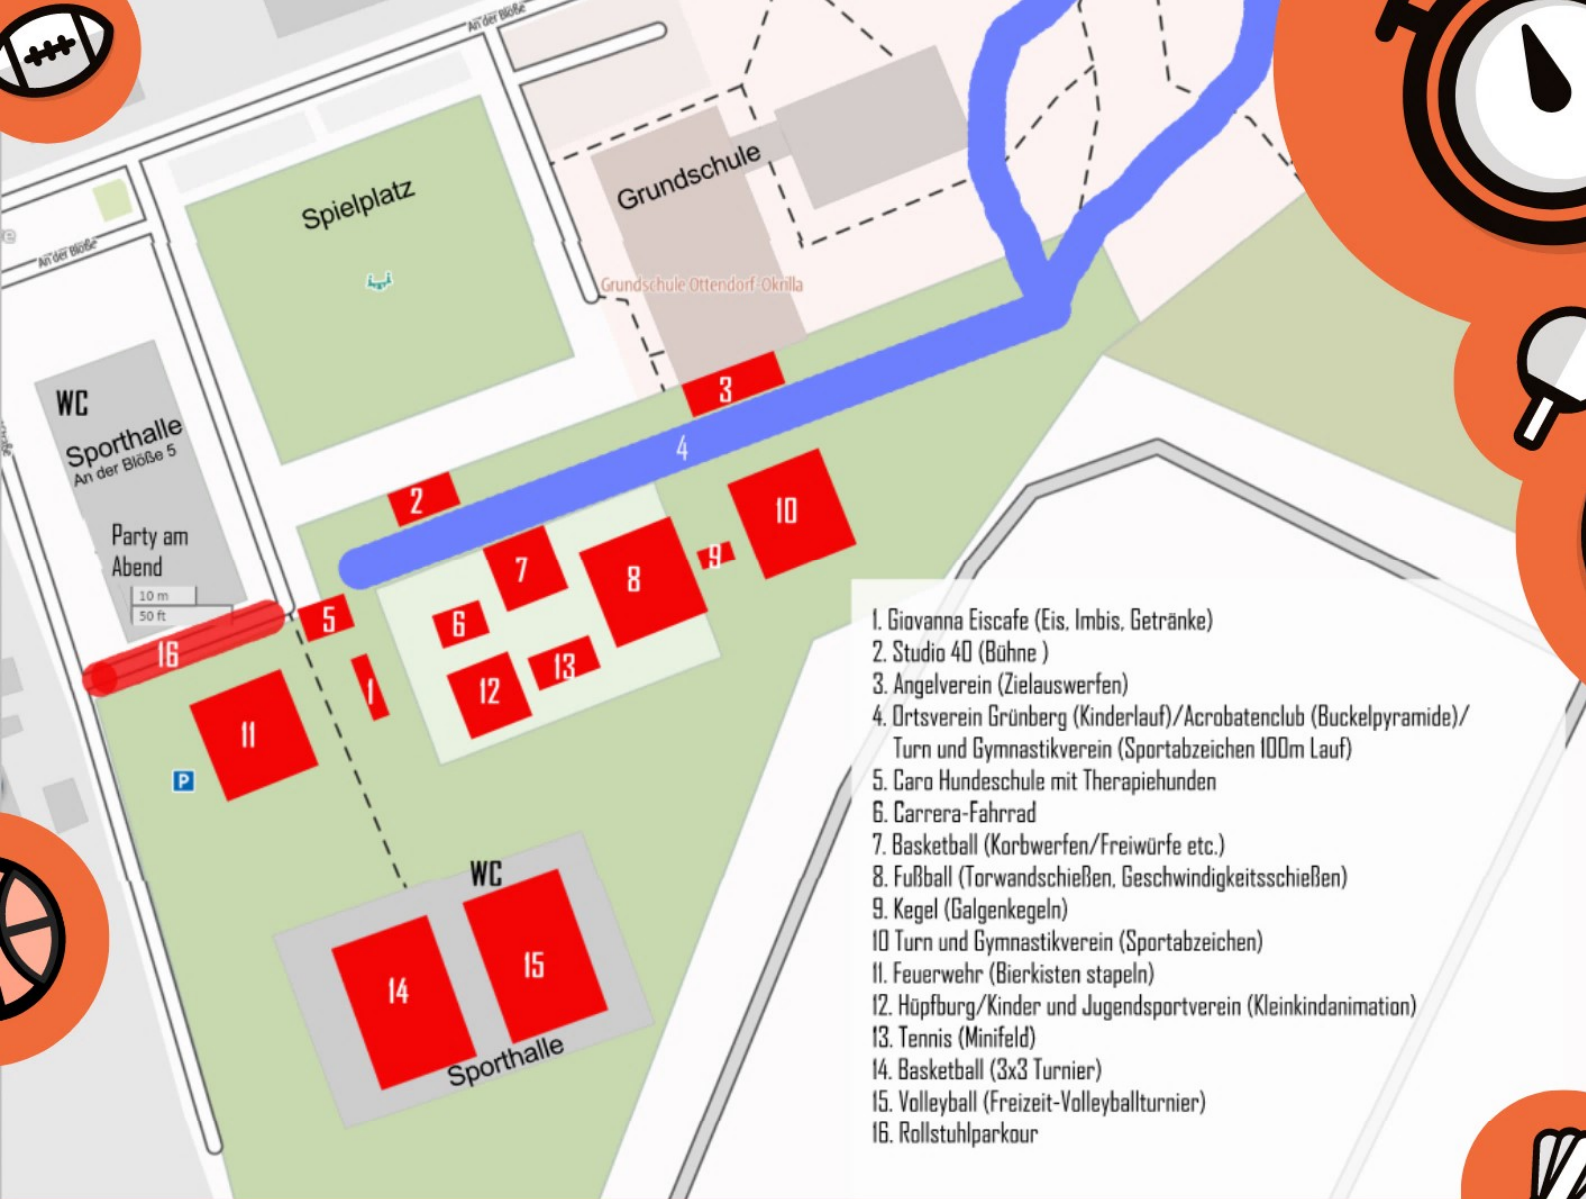 An der Blöße
Spielplatz
Grundschule
An der Blöße
Grundschule Ottendorf-Okrilla
WC
Sporthalle
An der Blöße 5
Party am
Abend
10 m
50 ft
3
4
2
10
7
9
8
5
6
16
13
1
12
11
P
WC
15
14
Sporthalle
1. Giovanna Eiscafe (Eis, Imbis, Getränke)
2. Studio 40 (Bühne )
3. Angelverein (Zielauswerfen)
4. Ortsverein Grünberg (Kinderlauf)/Acrobatenclub (Buckelpyramide)/
Turn und Gymnastikverein (Sportabzeichen 100m Lauf)
5. Caro Hundeschule mit Therapiehunden
6. Carrera-Fahrrad
7. Basketball (Korbwerfen/Freiwürfe etc.)
8. Fußball (Torwandschießen, Geschwindigkeitsschießen)
9. Kegel (Galgenkegeln)
10 Turn und Gymnastikverein (Sportabzeichen)
11. Feuerwehr (Bierkisten stapeln)
12. Hüpfburg/Kinder und Jugendsportverein (Kleinkindanimation)
13. Tennis (Minifeld)
14. Basketball (3x3 Turnier)
15. Volleyball (Freizeit-Volleyballturnier)
16. Rollstuhlparkour